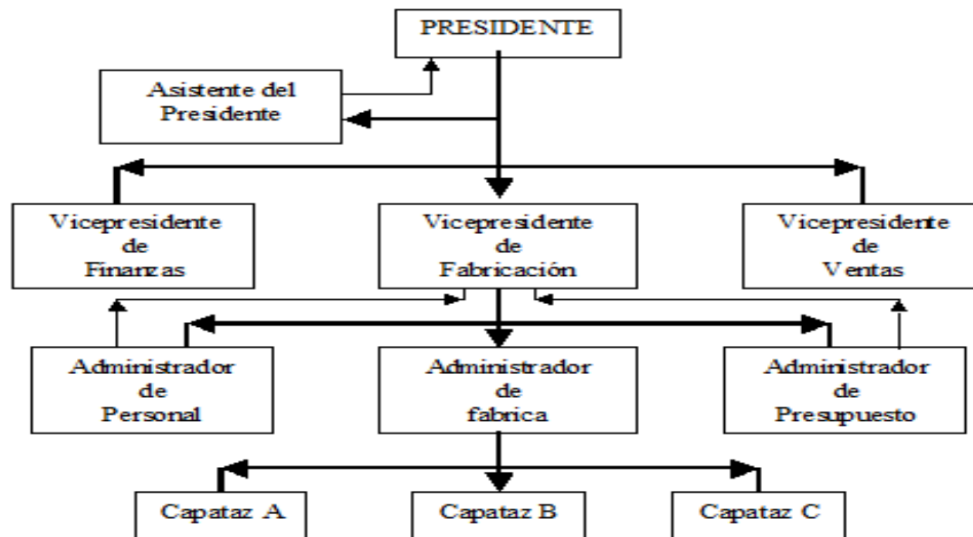 PRESIDENTE
Asistente del
Presidente
Vicepresidente
de
Finanzas
Vicepresidente
de
Fabricación
Vicepresidente
de
Ventas
Administrador
de
Personal
Administrador
de
fabrica
Administrador
de
Presupuesto
Capataz A
Capataz B
Capataz C